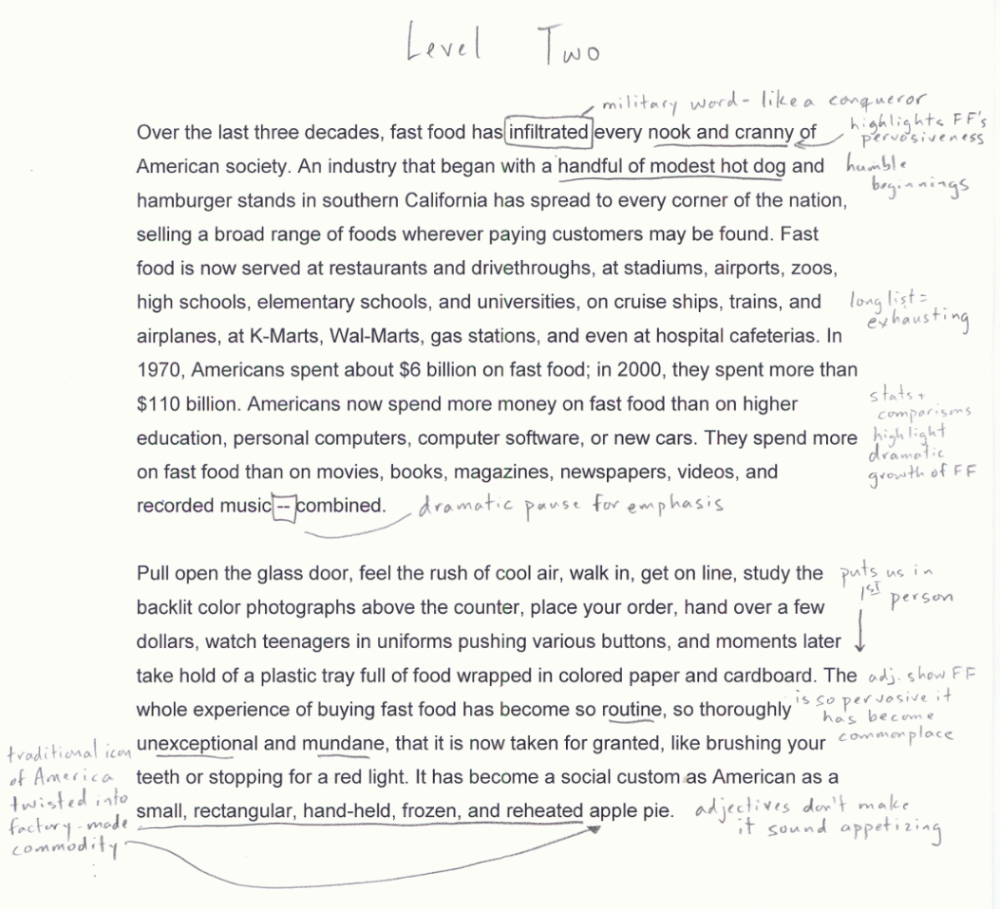 Level Two
military word - like a conqueror
Over the last three decades, fast food has infiltrated every nook and cranny of
highlights FF's
pervasiveness
American society. An industry that began with a handful of modest hot dog and
humble
beginnings
hamburger stands in southern California has spread to every corner of the nation,
selling a broad range of foods wherever paying customers may be found. Fast
food is now served at restaurants and drivethroughs, at stadiums, airports, zoos,
high schools, elementary schools, and universities, on cruise ships, trains, and
long list =
exhausting
airplanes, at K-Marts, Wal-Marts, gas stations, and even at hospital cafeterias. In
1970, Americans spent about $6 billion on fast food; in 2000, they spent more than
$110 billion. Americans now spend more money on fast food than on higher
education, personal computers, computer software, or new cars. They spend more
on fast food than on movies, books, magazines, newspapers, videos, and
stats +
comparisons
highlight
dramatic
growth of FF
recorded music -- combined.
dramatic pause for emphasis
Pull open the glass door, feel the rush of cool air, walk in, get on line, study the
puts us in
1ST person
backlit color photographs above the counter, place your order, hand over a few
dollars, watch teenagers in uniforms pushing various buttons, and moments later
take hold of a plastic tray full of food wrapped in colored paper and cardboard. The
whole experience of buying fast food has become so routine, so thoroughly
adj. show FF
is so pervasive it
has become
commonplace
unexceptional and mundane, that it is now taken for granted, like brushing your
teeth or stopping for a red light. It has become a social custom as American as a
small, rectangular, hand-held, frozen, and reheated apple pie.
adjectives don't make
it sound appetizing
traditional icon
of America
twisted into
factory-made
commodity